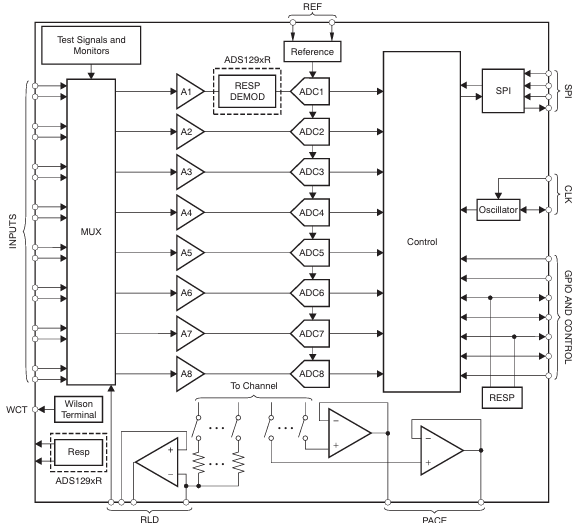 REF
Test Signals and
Monitors
Reference
ADS129xR
RESP
DEMOD
A1
ADC1
A2
ADC2
A3
ADC3
A4
ADC4
A5
ADC5
A6
ADC6
A7
ADC7
A8
ADC8
INPUTS
MUX
Control
SPI
SPI
Oscillator
CLK
GPIO AND CONTROL
RESP
WCT
Wilson
Terminal
Resp
ADS129xR
To Channel
+
−
−
+
−
+
RLD
PACE